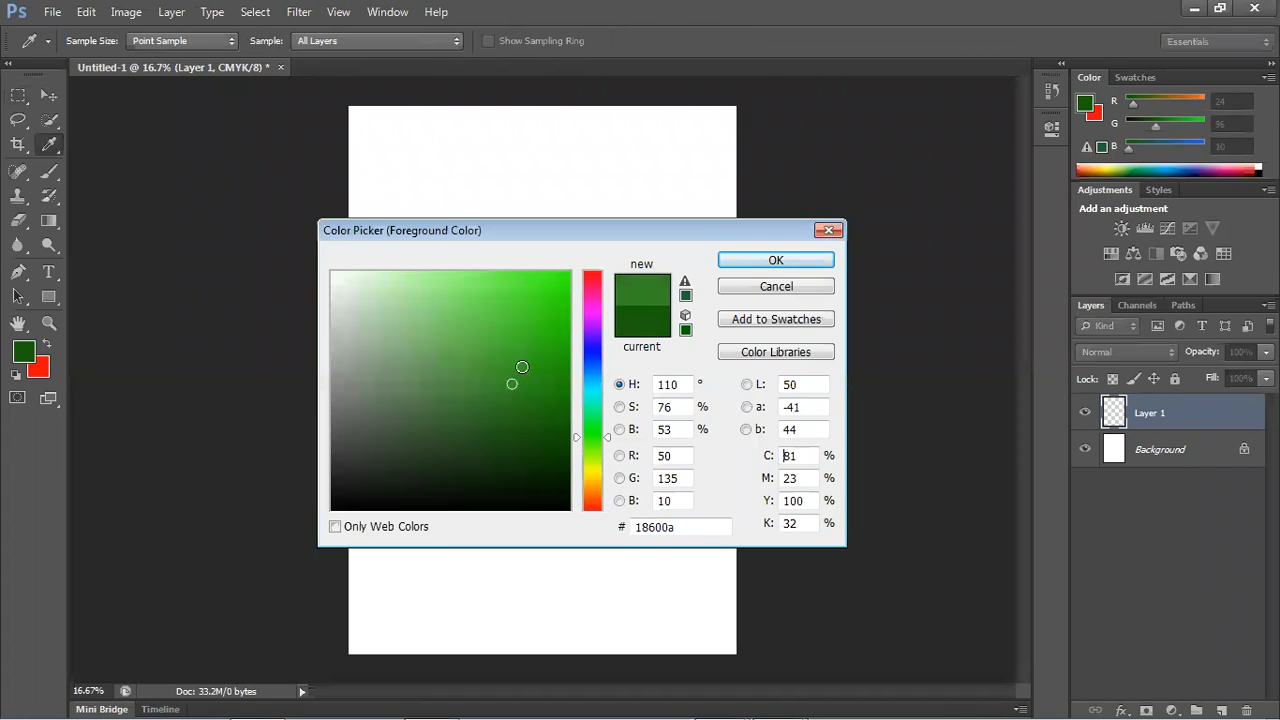 Ps File Edit Image Layer Type Select Filter View Window Help
Sample Size: Point Sample Sample: All Layers Show Sampling Ring Essentials
Untitled-1 @ 16.7% (Layer 1, CMYK/8) * ×
Color Swatches
R 24
G 96
B 10
Adjustments Styles
Add an adjustment
Layers Channels Paths
Kind
Normal Opacity: 100%
Lock: Fill: 100%
Layer 1
Background
Color Picker (Foreground Color)
new
current
OK
Cancel
Add to Swatches
Color Libraries
H: 110 °
S: 76 %
B: 53 %
R: 50
G: 135
B: 10
L: 50
a: -41
b: 44
C: 81 %
M: 23 %
Y: 100 %
K: 32 %
# 18600a
Only Web Colors
16.67% Doc: 33.2M/0 bytes
Mini Bridge Timeline